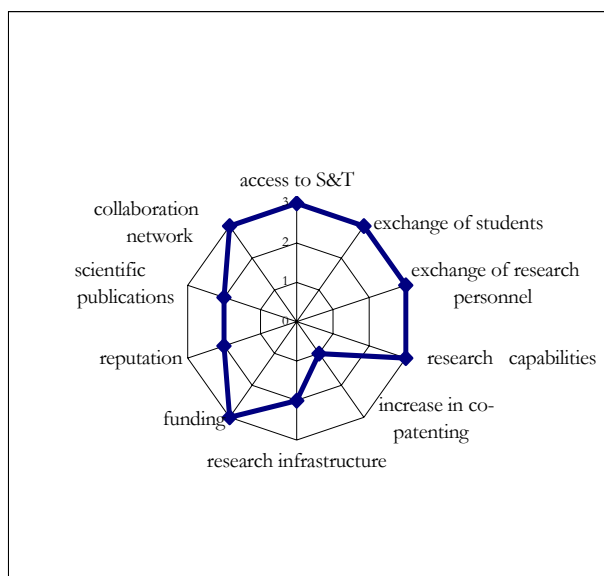 access to S&T
3
collaboration
network
exchange of students
2
scientific
publications
exchange of research
personnel
1
0
reputation
research capabilities
increase in co-
patenting
funding
research infrastructure